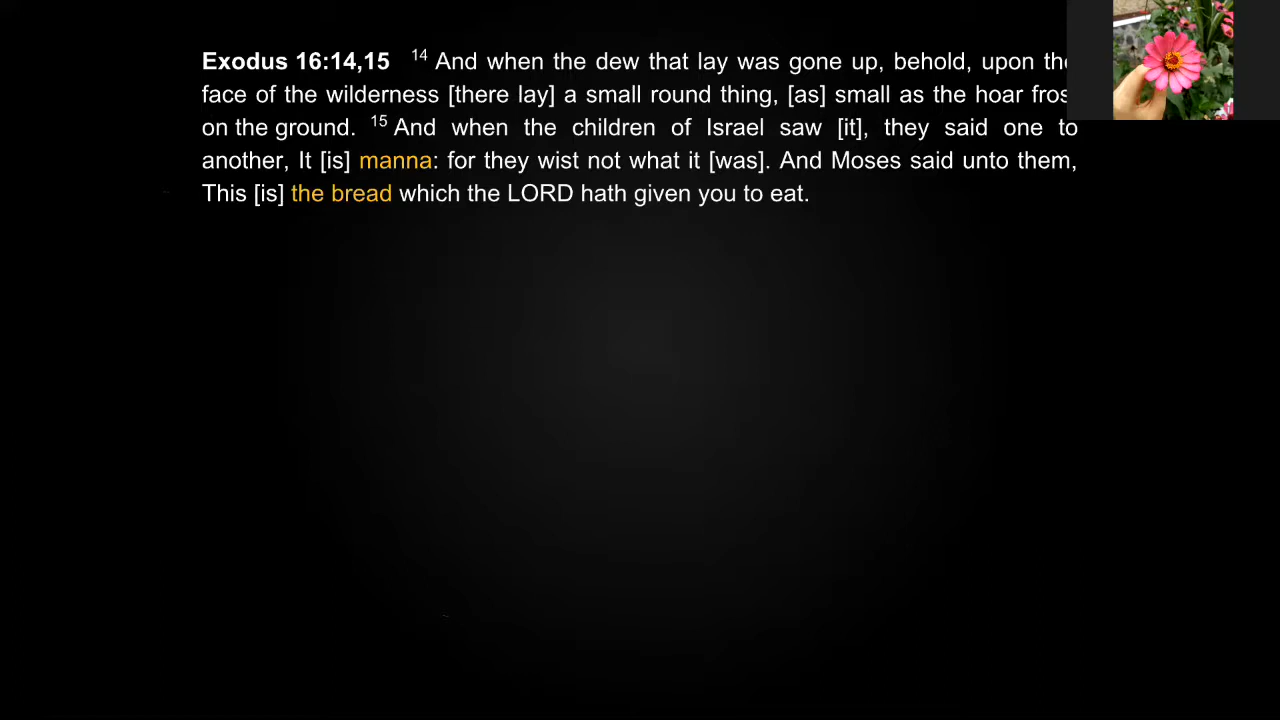 Exodus 16:14,15 14 And when the dew that lay was gone up, behold, upon the
face of the wilderness [there lay] a small round thing, [as] small as the hoar fros
on the ground. 15 And when the children of Israel saw [it], they said one to
another, It [is] manna: for they wist not what it [was]. And Moses said unto them,
This [is] the bread which the LORD hath given you to eat.